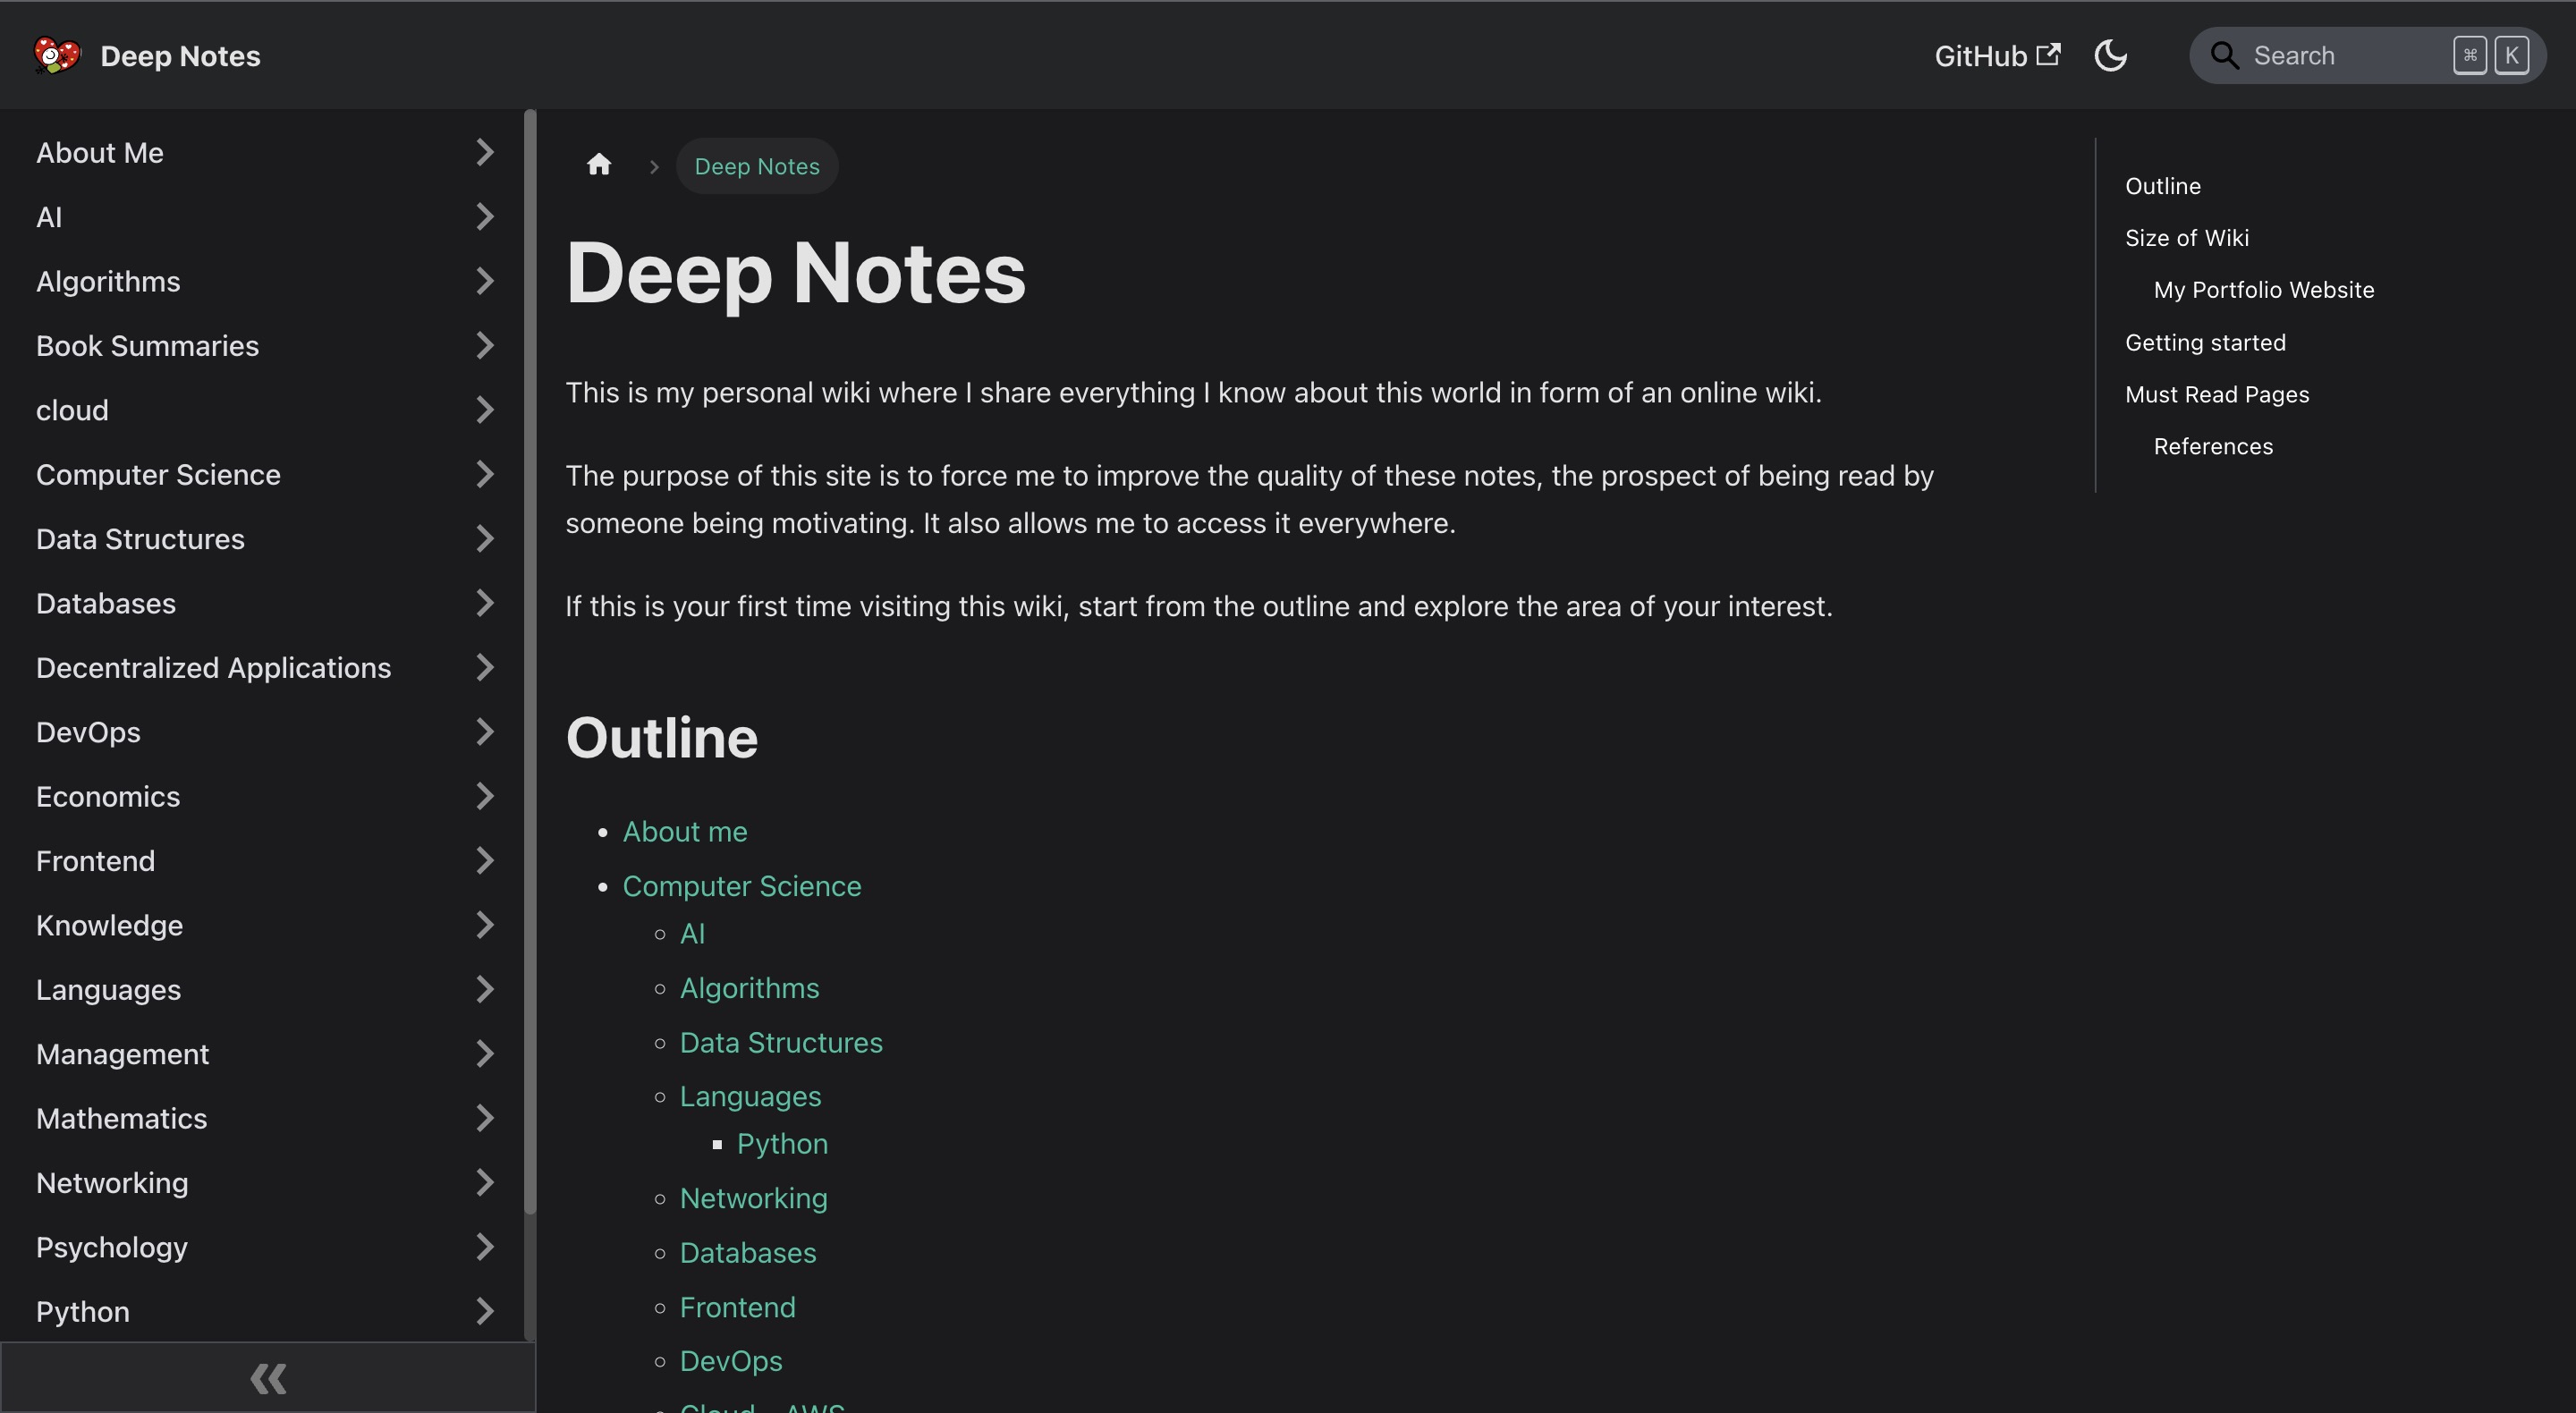 Deep Notes
GitHub
Search
⌘ K
About Me
AI
Algorithms
Book Summaries
cloud
Computer Science
Data Structures
Databases
Decentralized Applications
DevOps
Economics
Frontend
Knowledge
Languages
Management
Mathematics
Networking
Psychology
Python
Deep Notes
Deep Notes
This is my personal wiki where I share everything I know about this world in form of an online wiki.
The purpose of this site is to force me to improve the quality of these notes, the prospect of being read by
someone being motivating. It also allows me to access it everywhere.
If this is your first time visiting this wiki, start from the outline and explore the area of your interest.
Outline
About me
Computer Science
AI
Algorithms
Data Structures
Languages
Python
Networking
Databases
Frontend
DevOps
Outline
Size of Wiki
My Portfolio Website
Getting started
Must Read Pages
References